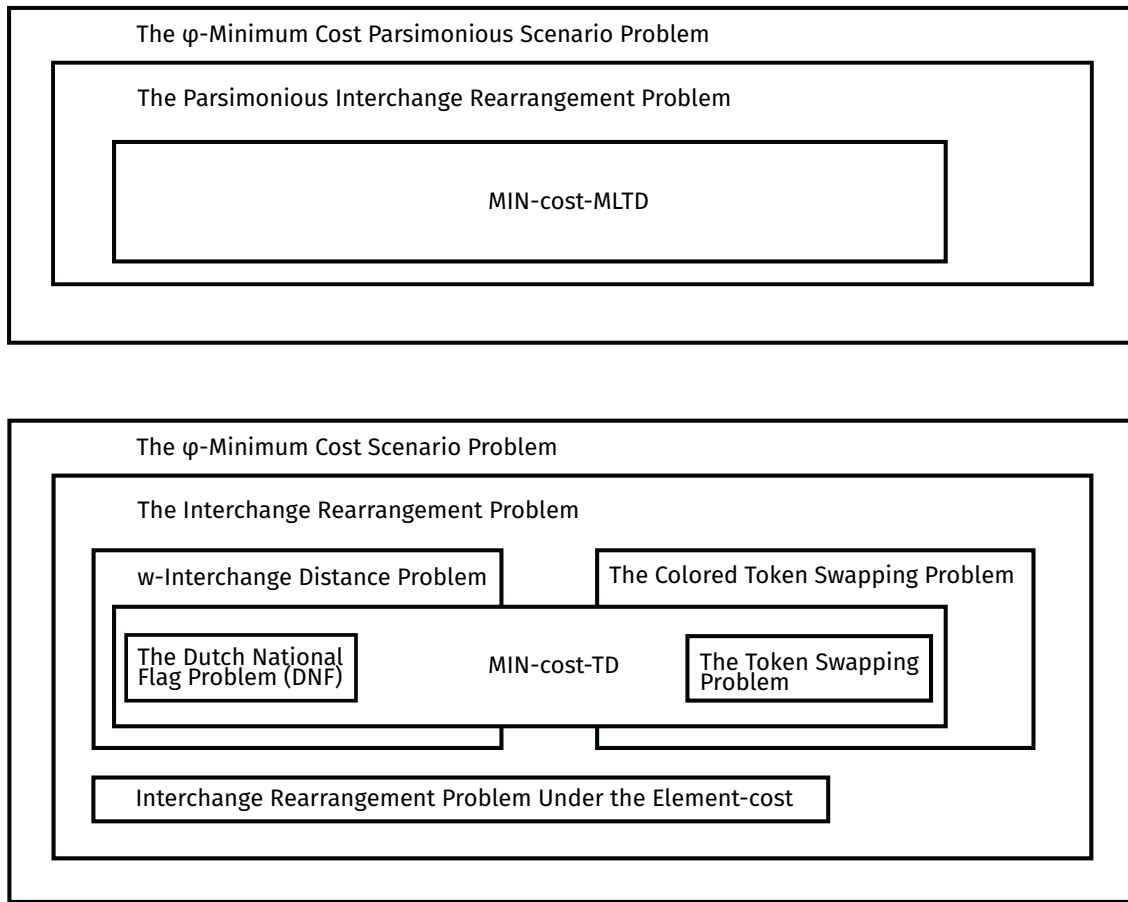 The φ-Minimum Cost Parsimonious Scenario Problem
The Parsimonious Interchange Rearrangement Problem
MIN-cost-MLTD
The φ-Minimum Cost Scenario Problem
The Interchange Rearrangement Problem
w-Interchange Distance Problem
The Colored Token Swapping Problem
The Dutch National
Flag Problem (DNF)
MIN-cost-TD
The Token Swapping
Problem
Interchange Rearrangement Problem Under the Element-cost